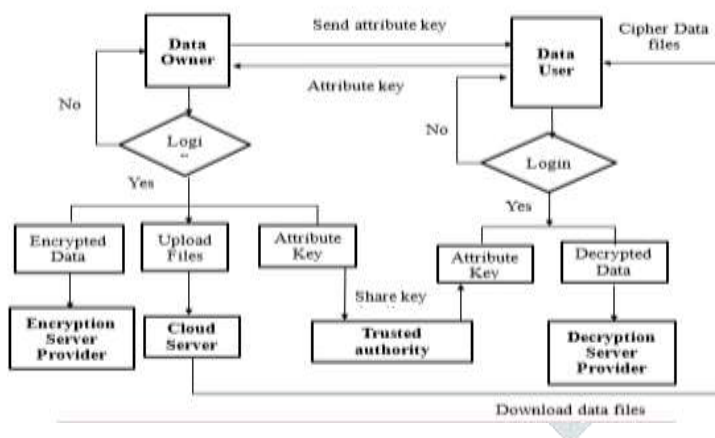 Send attribute key
Cipher Data
files
Data
Owner
Data
User
Attribute key
No
No
Logi
Login
Yes
Yes
Encrypted
Data
Upload
Files
Attribute
Key
Attribute
Key
Decrypted
Data
Share key
Encryption
Server
Provider
Cloud
Server
Trusted
authority
Decryption
Server
Provider
Download data files